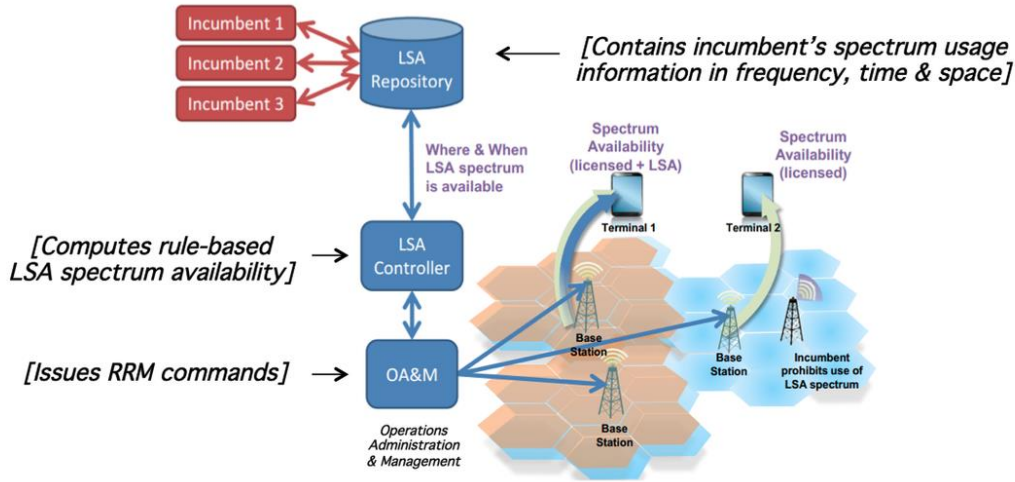 Incumbent 1
Incumbent 2
Incumbent 3
LSA
Repository
[Contains incumbent's spectrum usage
information in frequency, time & space]
Where & When
LSA spectrum
is available
Spectrum
Availability
(licensed + LSA)
Spectrum
Availability
(licensed)
Terminal 1
Terminal 2
[Computes rule-based
LSA spectrum availability]
LSA
Controller
Base
Station
Base
Station
Incumbent
prohibits use of
LSA spectrum
[Issues RRM commands]
OA&M
Base
Station
Operations
Administration
& Management